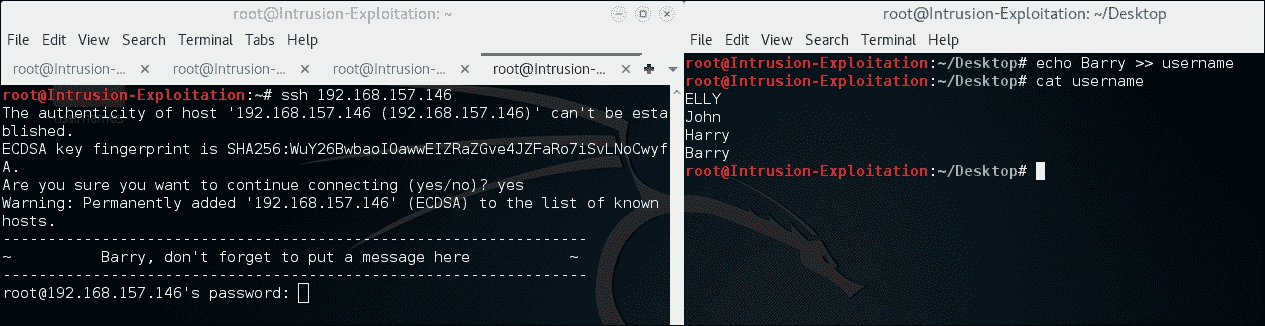 root@Intrusion-Exploitation: ~
File Edit View Search Terminal Tabs Help
root@Intrusion-... × root@Intrusion-... × root@Intrusion-... × root@Intrusion-... ×
root@Intrusion-Exploitation:~# ssh 192.168.157.146
The authenticity of host '192.168.157.146 (192.168.157.146)' can't be esta
blished.
ECDSA key fingerprint is SHA256:WuY26BwbaoIOawwEIZRaZGve4JZFaRo7iSvLNoCwyf
A.
Are you sure you want to continue connecting (yes/no)? yes
Warning: Permanently added '192.168.157.146' (ECDSA) to the list of known
hosts.
-----------------------------------------------------------------
~          Barry, don't forget to put a message here           ~
-----------------------------------------------------------------
root@192.168.157.146's password:
root@Intrusion-Exploitation: ~/Desktop
File Edit View Search Terminal Help
root@Intrusion-Exploitation:~/Desktop# echo Barry >> username
root@Intrusion-Exploitation:~/Desktop# cat username
ELLY
John
Harry
Barry
root@Intrusion-Exploitation:~/Desktop#